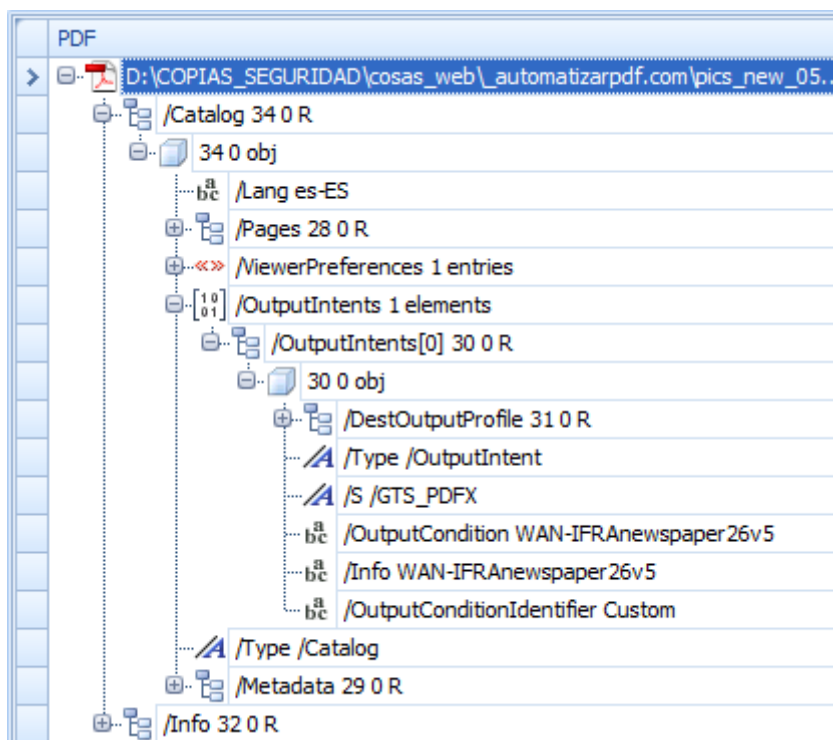 PDF
D:\COPIAS_SEGURIDAD\cosas_web\_automatizarpdf.com\pics_new_05..
/Catalog 34 0 R
34 0 obj
/Lang es-ES
/Pages 28 0 R
/ViewerPreferences 1 entries
/OutputIntents 1 elements
/OutputIntents[0] 30 0 R
30 0 obj
/DestOutputProfile 31 0 R
/Type /OutputIntent
/S /GTS_PDFX
/OutputCondition WAN-IFRAnewspaper26v5
/Info WAN-IFRAnewspaper26v5
/OutputConditionIdentifier Custom
/Type /Catalog
/Metadata 29 0 R
/Info 32 0 R